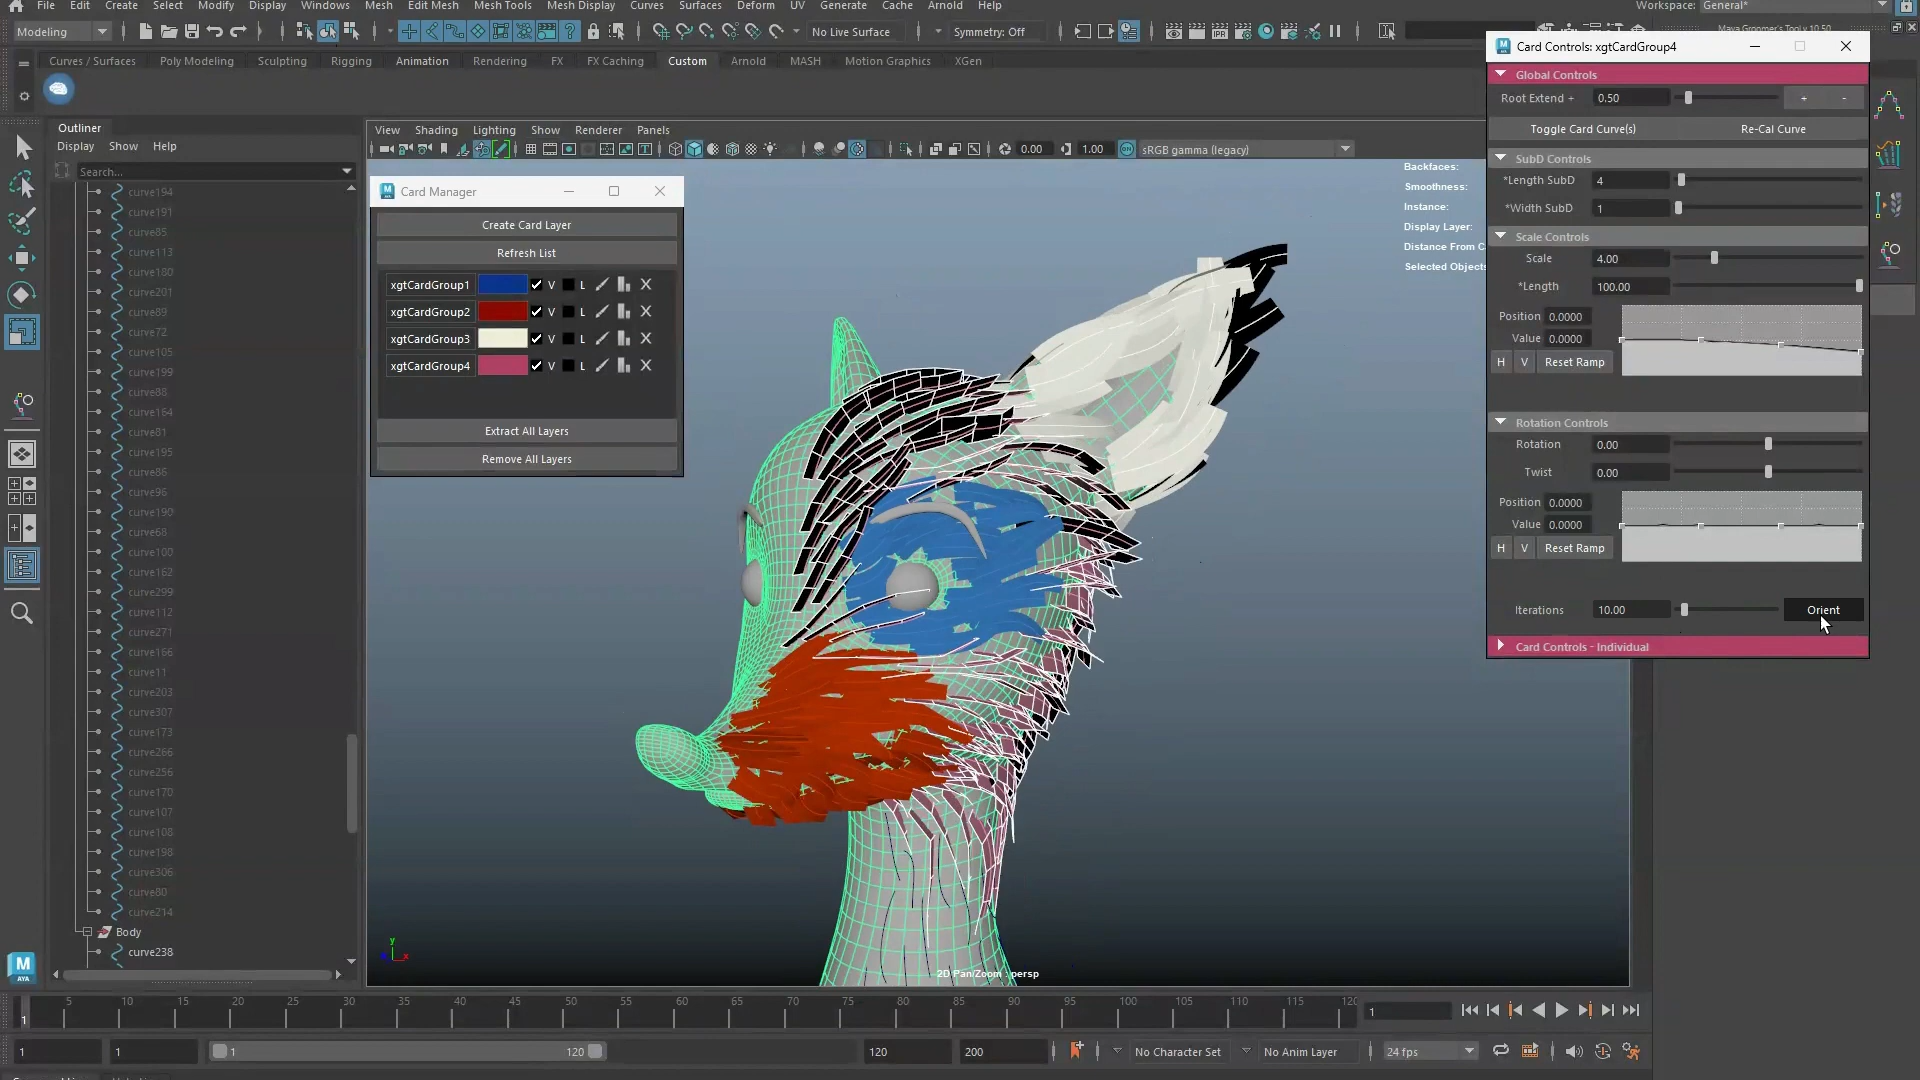 File Edit Create Select Modify Display Windows Mesh Edit Mesh Mesh Tools Mesh Display Curves Surfaces Deform UV Generate Cache Arnold Help
Workspace: General*
Modeling
No Live Surface
Symmetry: Off
Maya Groomer's Tool v 10.50
Curves / Surfaces Poly Modeling Sculpting Rigging Animation Rendering FX FX Caching Custom Arnold MASH Motion Graphics XGen
Outliner
Display Show Help
Search...
curve194
curve191
curve85
curve113
curve180
curve201
curve89
curve72
curve105
curve199
curve88
curve164
curve81
curve195
curve86
curve96
curve190
curve68
curve100
curve162
curve299
curve112
curve271
curve166
curve11
curve203
curve307
curve173
curve266
curve256
curve170
curve107
curve108
curve198
curve306
curve80
curve214
Body
curve238
View Shading Lighting Show Renderer Panels
0.00 1.00 sRGB gamma (legacy)
Backfaces:
Smoothness:
Instance:
Display Layer:
Distance From C
Selected Objects
Card Manager
Create Card Layer
Refresh List
xgtCardGroup1 V L X
xgtCardGroup2 V L X
xgtCardGroup3 V L X
xgtCardGroup4 V L X
Extract All Layers
Remove All Layers
2D Pan/Zoom : persp
y
x
Card Controls: xgtCardGroup4
Global Controls
Root Extend + 0.50 + -
Toggle Card Curve(s) Re-Cal Curve
SubD Controls
*Length SubD 4
*Width SubD 1
Scale Controls
Scale 4.00
*Length 100.00
Position 0.0000
Value 0.0000
H V Reset Ramp
Rotation Controls
Rotation 0.00
Twist 0.00
Position 0.0000
Value 0.0000
H V Reset Ramp
Iterations 10.00 Orient
Card Controls - Individual
M
AYA
1 5 10 15 20 25 30 35 40 45 50 55 60 65 70 75 80 85 90 95 100 105 110 115 120
1
1 1 1 120 120 200 No Character Set No Anim Layer 24 fps